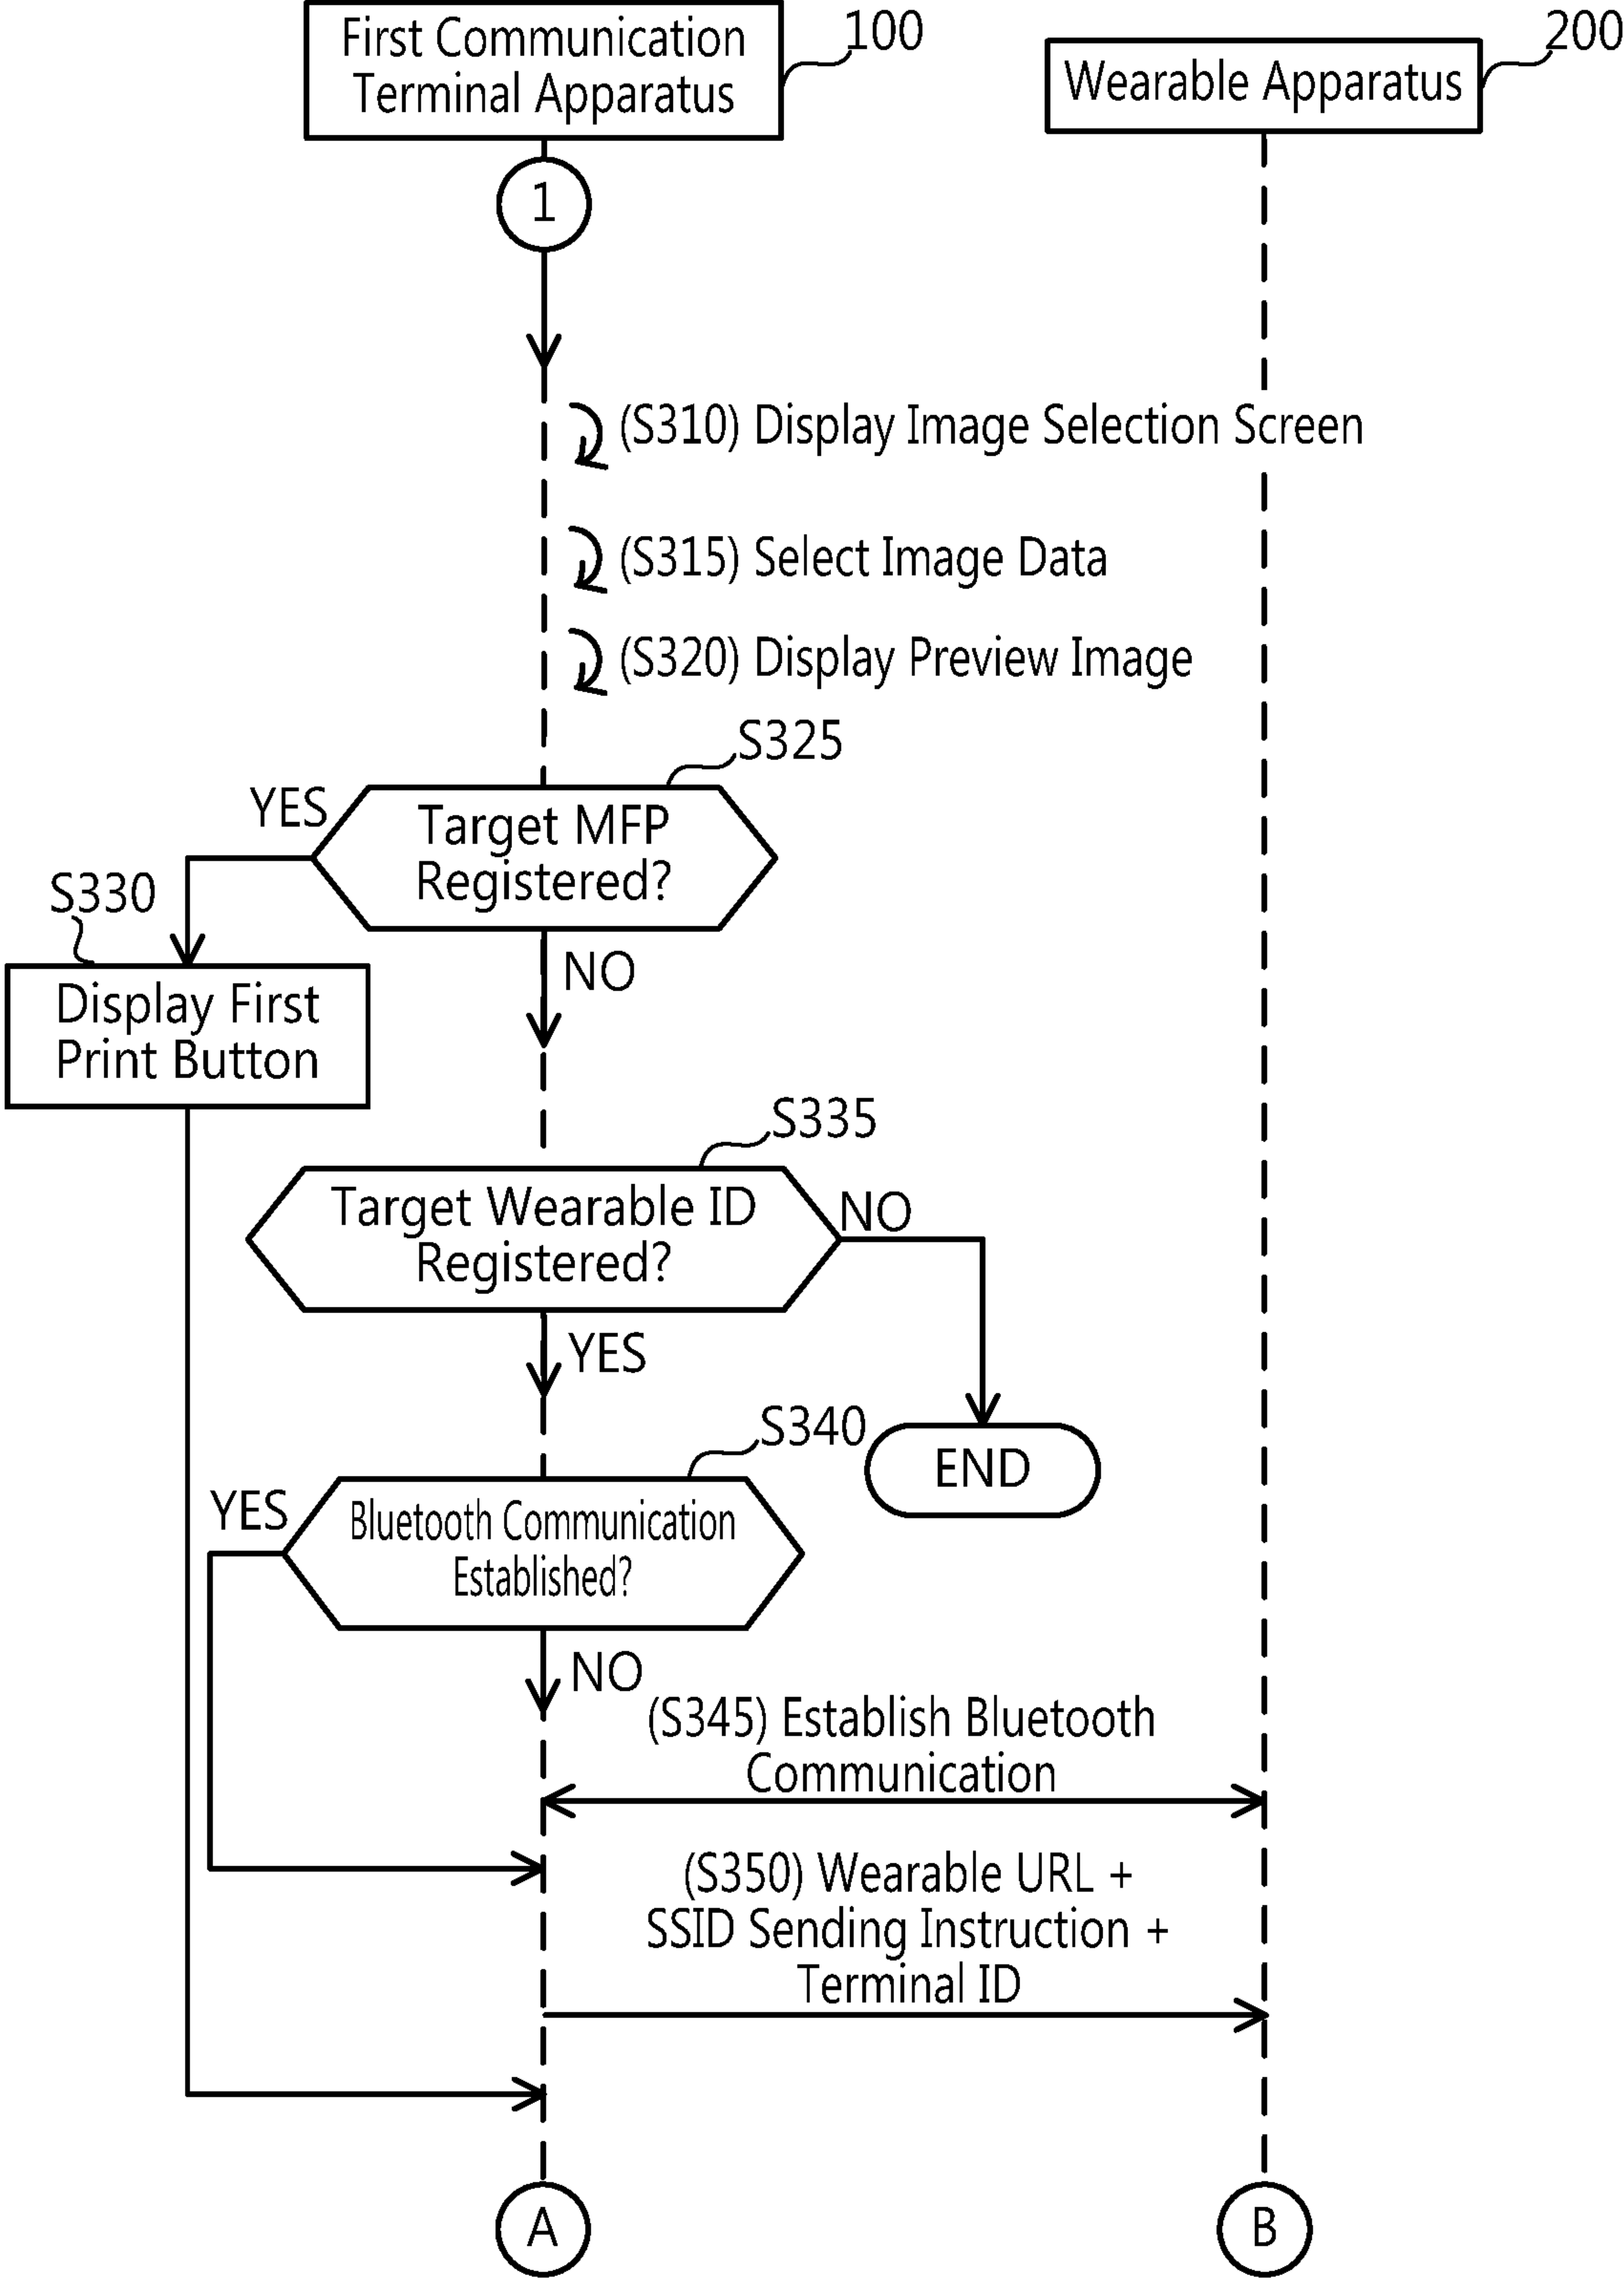 First Communication
Terminal Apparatus
100
Wearable Apparatus
200
1
(S310) Display Image Selection Screen
(S315) Select Image Data
(S320) Display Preview Image
S325
YES
Target MFP
Registered?
S330
NO
Display First
Print Button
S335
Target Wearable ID
Registered?
NO
YES
S340
END
YES
Bluetooth Communication
Established?
NO
(S345) Establish Bluetooth
Communication
(S350) Wearable URL +
SSID Sending Instruction +
Terminal ID
A
B